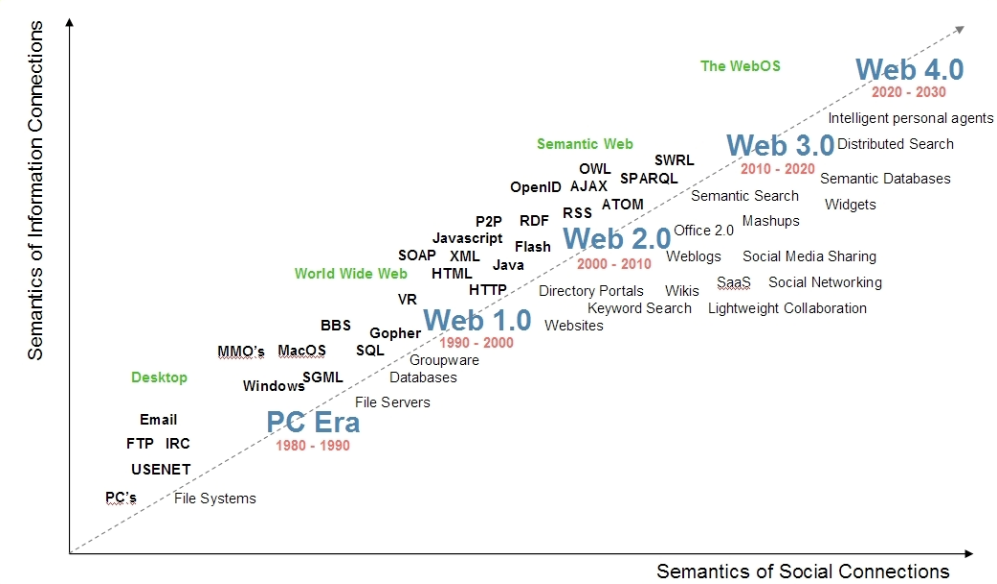 Semantics of Information Connections
The WebOS
Web 4.0
2020 - 2030
Intelligent personal agents
Semantic Web
Web 3.0
Distributed Search
2010 - 2020
SWRL
OWL
SPARQL
Semantic Databases
OpenID
AJAX
Semantic Search
Widgets
ATOM
RSS
P2P
RDF
Mashups
Office 2.0
Javascript
Flash
Web 2.0
2000 - 2010
Weblogs
Social Media Sharing
SOAP
XML
Java
World Wide Web
HTML
SaaS
Social Networking
HTTP
Directory Portals
Wikis
VR
Keyword Search
Lightweight Collaboration
BBS
Gopher
Web 1.0
1990 - 2000
Websites
MMO's
MacOS
SQL
Groupware
Desktop
Windows
SGML
Databases
File Servers
Email
PC Era
1980 - 1990
FTP
IRC
USENET
PC's
File Systems
Semantics of Social Connections